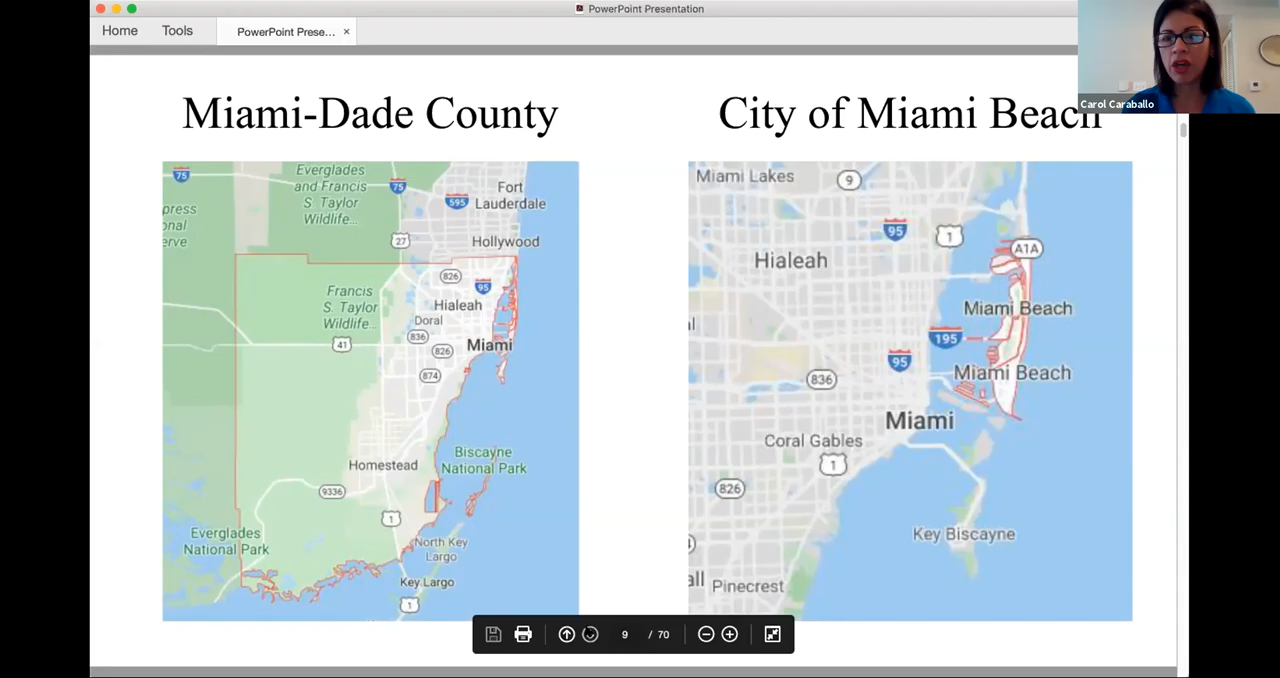 PowerPoint Presentation
Home
Tools
PowerPoint Prese...
Carol Caraballo
Miami-Dade County
75
Everglades
and Francis
S. Taylor
Wildlife...
75
595
Fort
Lauderdale
press
onal
erve
27
Hollywood
826
95
Francis
S. Taylor
Wildlife...
Hialeah
Doral
836
826
41
Miami
874
Biscayne
National Park
Homestead
9336
1
Everglades
National Park
North Key
Largo
Key Largo
1
City of Miami Beach
Miami Lakes
9
95
1
A1A
Hialeah
Miami Beach
195
95
Miami Beach
836
Miami
Coral Gables
1
826
Key Biscayne
all
Pinecrest
9 / 70